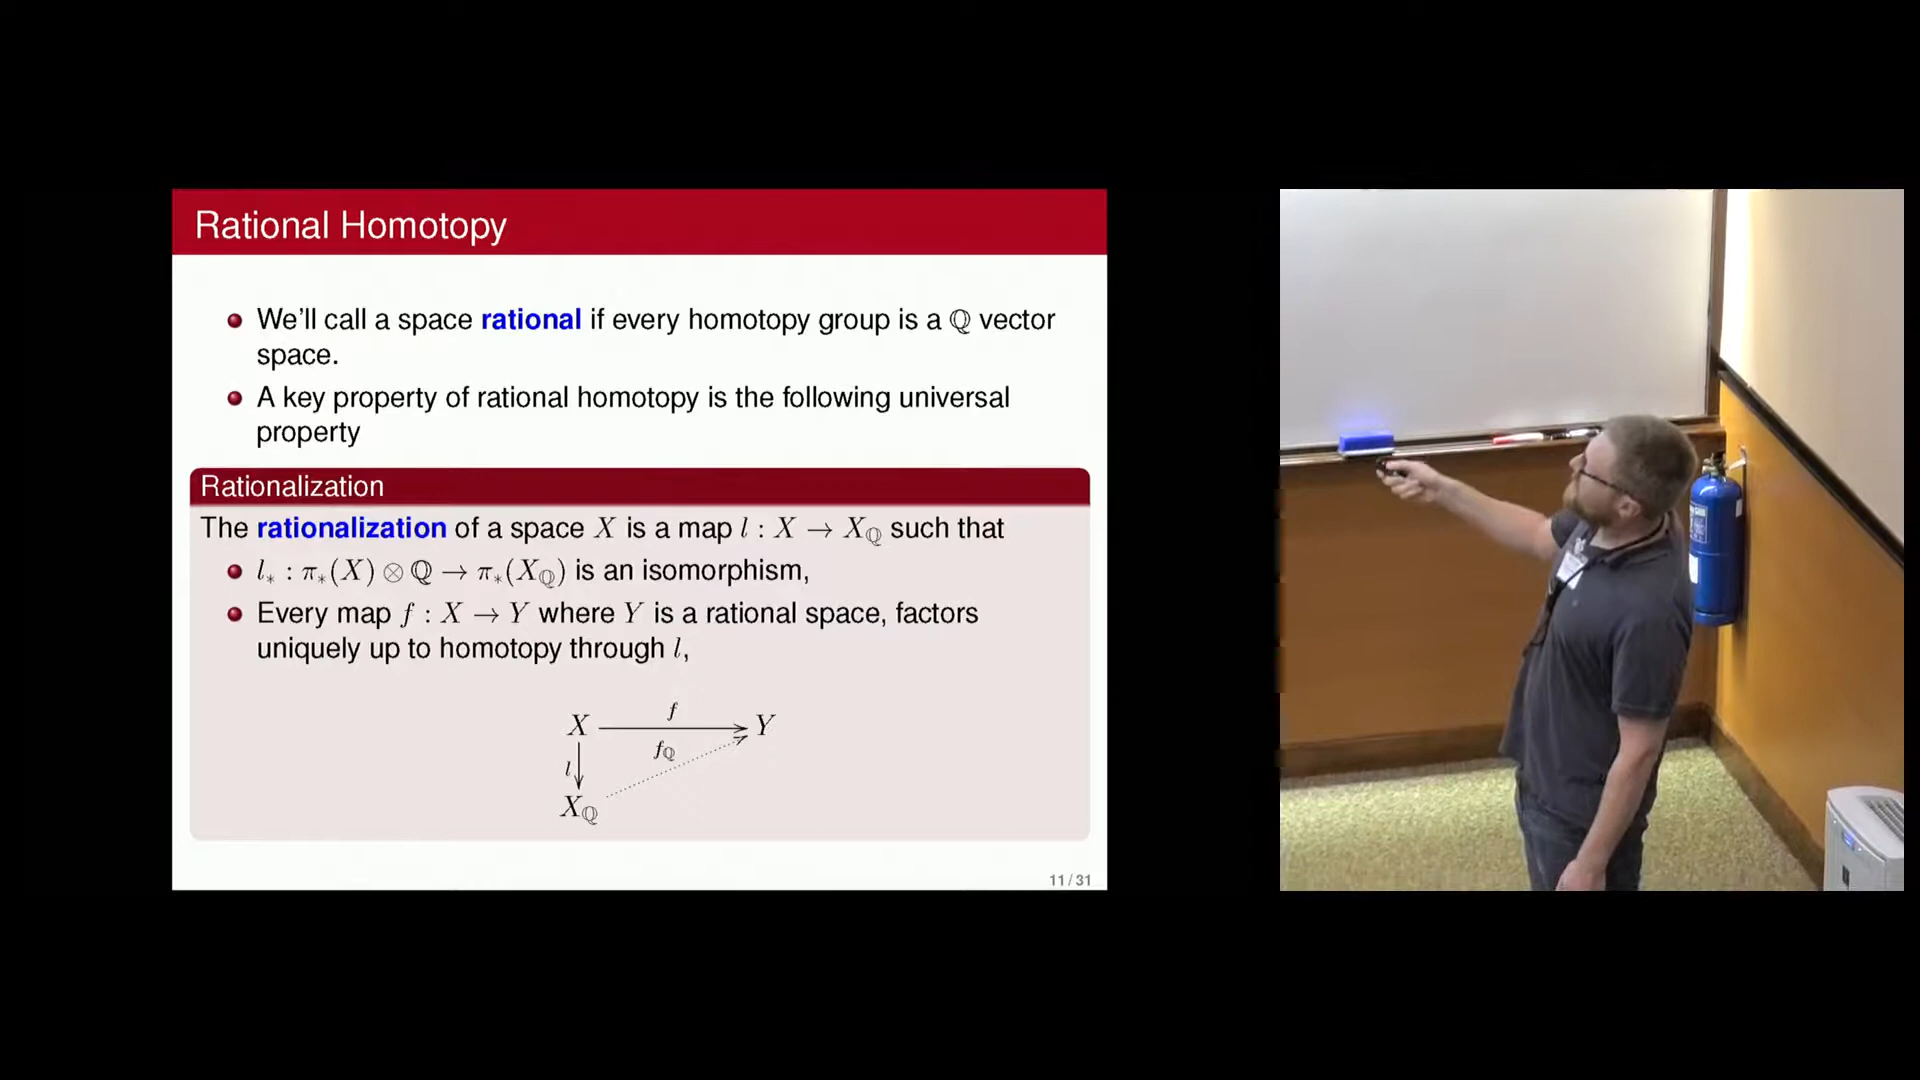 Rational Homotopy
We'll call a space rational if every homotopy group is a ℚ vector
space.
A key property of rational homotopy is the following universal
property
Rationalization
The rationalization of a space X is a map l : X → X_ℚ such that
l_* : π_*(X) ⊗ ℚ → π_*(X_ℚ) is an isomorphism,
Every map f : X → Y where Y is a rational space, factors
uniquely up to homotopy through l,
f
X Y
f_ℚ
l
X_ℚ
11 / 31